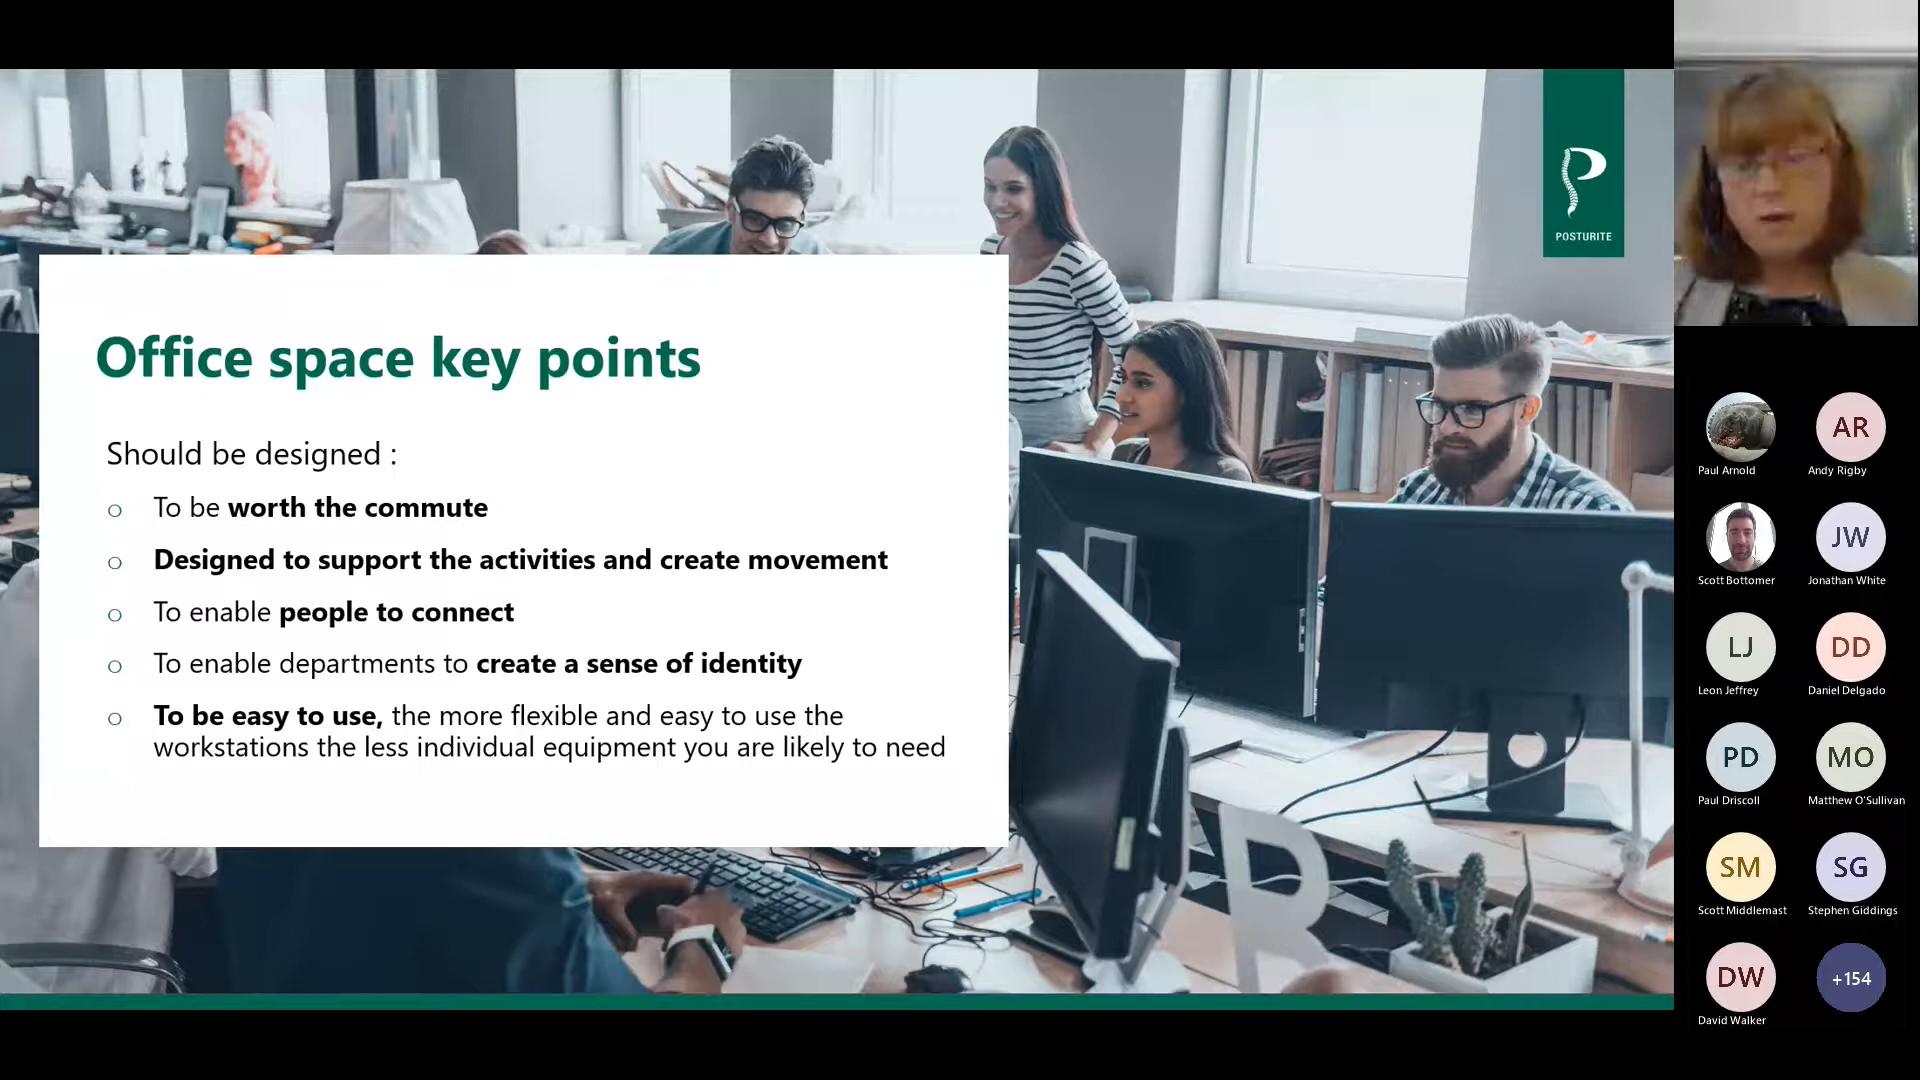 POSTURITE
Office space key points
Should be designed :
o To be worth the commute
o Designed to support the activities and create movement
o To enable people to connect
o To enable departments to create a sense of identity
o To be easy to use, the more flexible and easy to use the
workstations the less individual equipment you are likely to need
Paul Arnold
AR
Andy Rigby
Scott Bottomer
JW
Jonathan White
LJ
Leon Jeffrey
DD
Daniel Delgado
PD
Paul Driscoll
MO
Matthew O'Sullivan
SM
Scott Middlemast
SG
Stephen Giddings
DW
David Walker
+154